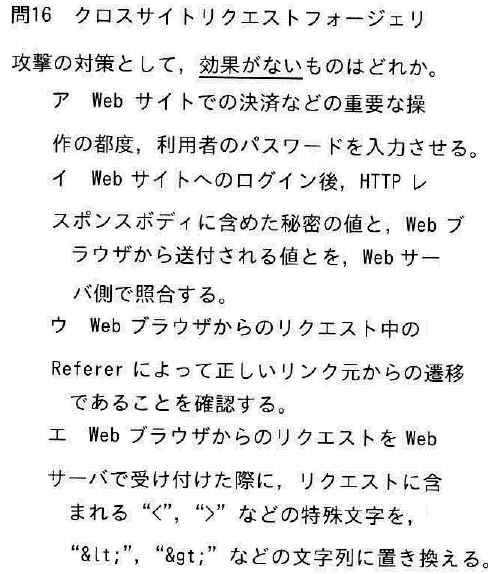 問16　クロスサイトリクエストフォージェリ
攻撃の対策として，効果がないものはどれか。
ア　Web サイトでの決済などの重要な操
作の都度，利用者のパスワードを入力させる。
イ　Web サイトへのログイン後，HTTP レ
スポンスボディに含めた秘密の値と，Web ブ
ラウザから送付される値とを，Web サー
バ側で照合する。
ウ　Web ブラウザからのリクエスト中の
Referer によって正しいリンク元からの遷移
であることを確認する。
エ　Web ブラウザからのリクエストを Web
サーバで受け付けた際に，リクエストに含
まれる “<”，“>” などの特殊文字を，
“&lt;”，“&gt;” などの文字列に置き換える。